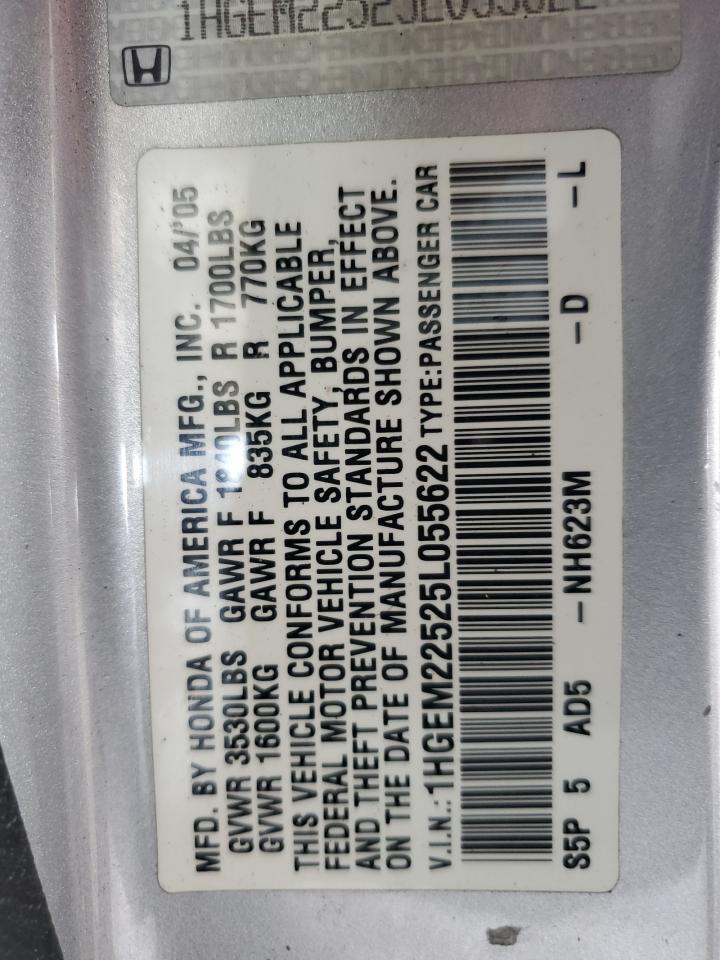 MFD. BY HONDA OF AMERICA MFG., INC. 04/'05
GVWR 3530LBS GAWR F 1840LBS R 1700LBS
GVWR 1600KG GAWR F 835KG R 770KG
THIS VEHICLE CONFORMS TO ALL APPLICABLE
FEDERAL MOTOR VEHICLE SAFETY, BUMPER,
AND THEFT PREVENTION STANDARDS IN EFFECT
ON THE DATE OF MANUFACTURE SHOWN ABOVE.
V.I.N.: 1HGEM22525L055622 TYPE:PASSENGER CAR
S5P 5 AD5 – NH623M – D – L